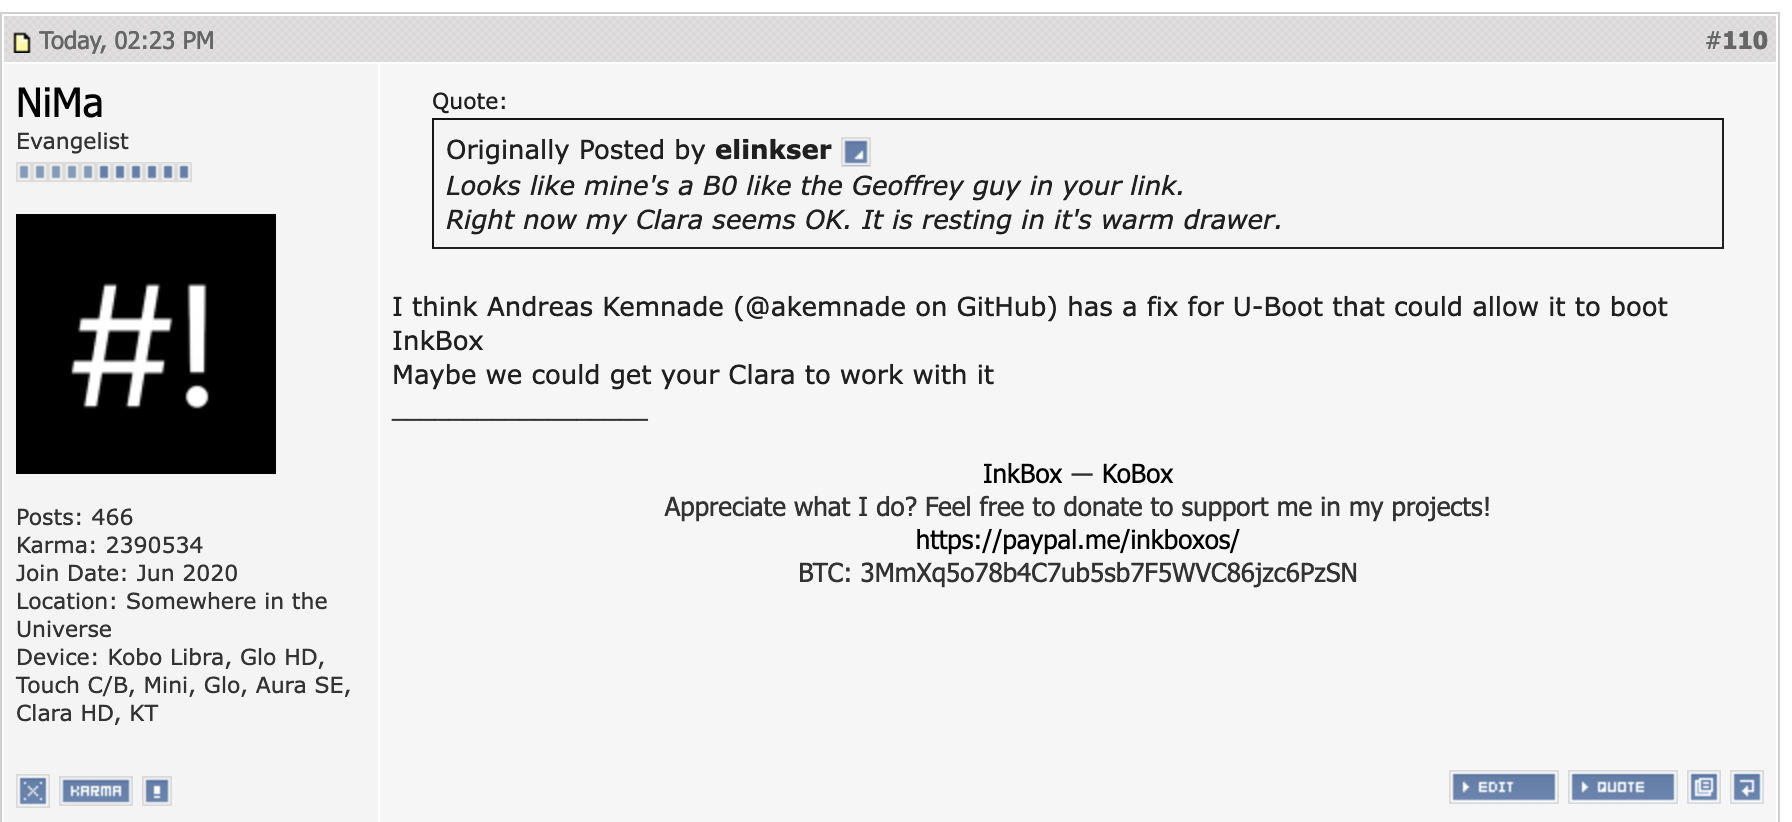 Today, 02:23 PM
#110
NiMa
Evangelist
#!
Posts: 466
Karma: 2390534
Join Date: Jun 2020
Location: Somewhere in the
Universe
Device: Kobo Libra, Glo HD,
Touch C/B, Mini, Glo, Aura SE,
Clara HD, KT
KARMA
!
Quote:
Originally Posted by elinkser
Looks like mine's a B0 like the Geoffrey guy in your link.
Right now my Clara seems OK. It is resting in it's warm drawer.
I think Andreas Kemnade (@akemnade on GitHub) has a fix for U-Boot that could allow it to boot
InkBox
Maybe we could get your Clara to work with it
__________________
InkBox — KoBox
Appreciate what I do? Feel free to donate to support me in my projects!
https://paypal.me/inkboxos/
BTC: 3MmXq5o78b4C7ub5sb7F5WVC86jzc6PzSN
EDIT
QUOTE